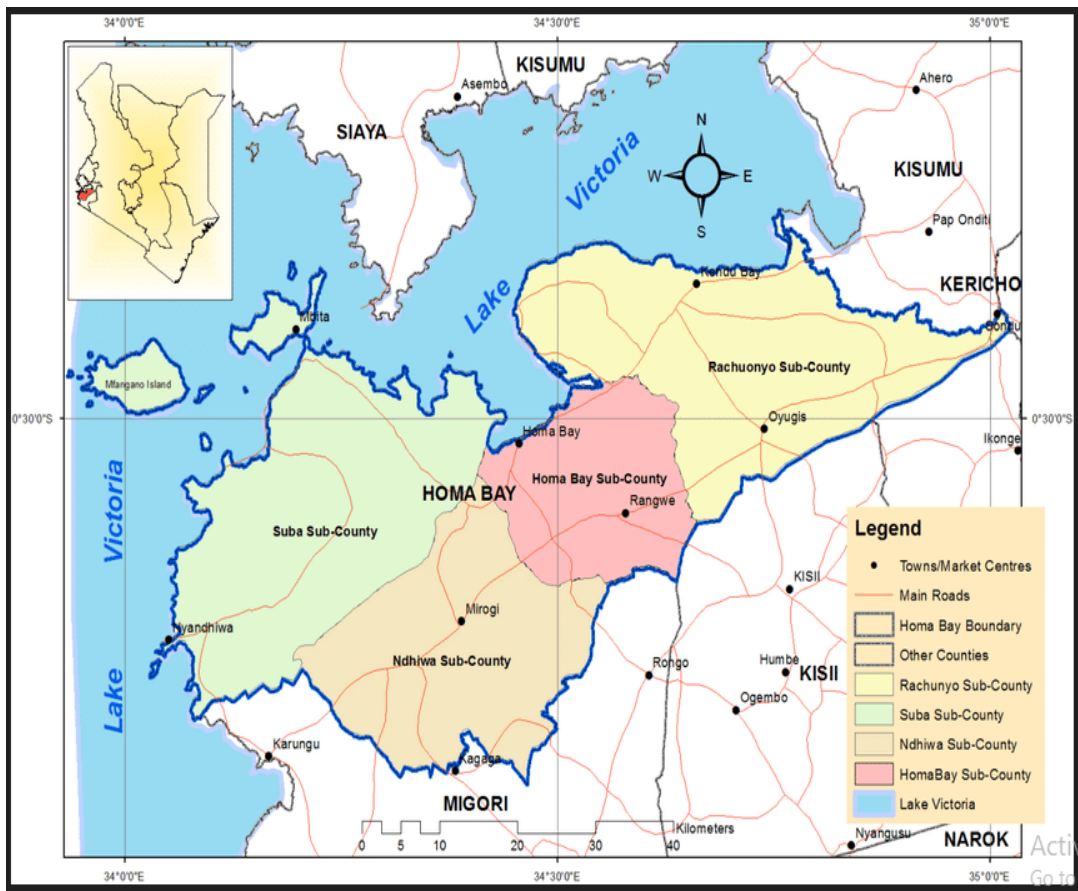 34°0'0"E
34°30'0"E
35°0'0"E
KISUMU
Asembo
Ahero
SIAYA
N
W
E
S
Victoria
KISUMU
Pap Onditi
Kendu Bay
KERICHO
Lake
Mbita
Sondu
Mfangano Island
Rachuonyo Sub-County
0°30'0"S
0°30'0"S
Oyugis
Homa Bay
Ikonge
Homa Bay Sub-County
HOMA BAY
Rangwe
Victoria
Suba Sub-County
Legend
Towns/Market Centres
Main Roads
Homa Bay Boundary
Other Counties
Rachunyo Sub-County
Suba Sub-County
Ndhiwa Sub-County
HomaBay Sub-County
Lake Victoria
KISII
Mirogi
Nyandhiwa
Ndhiwa Sub-County
Rongo
Humbe
KISII
Lake
Ogembo
Karungu
Kagaga
MIGORI
Kilometers
0 5 10 20 30 40
Nyangusu
NAROK
Acti
Go to
34°0'0"E
34°30'0"E
35°0'0"E